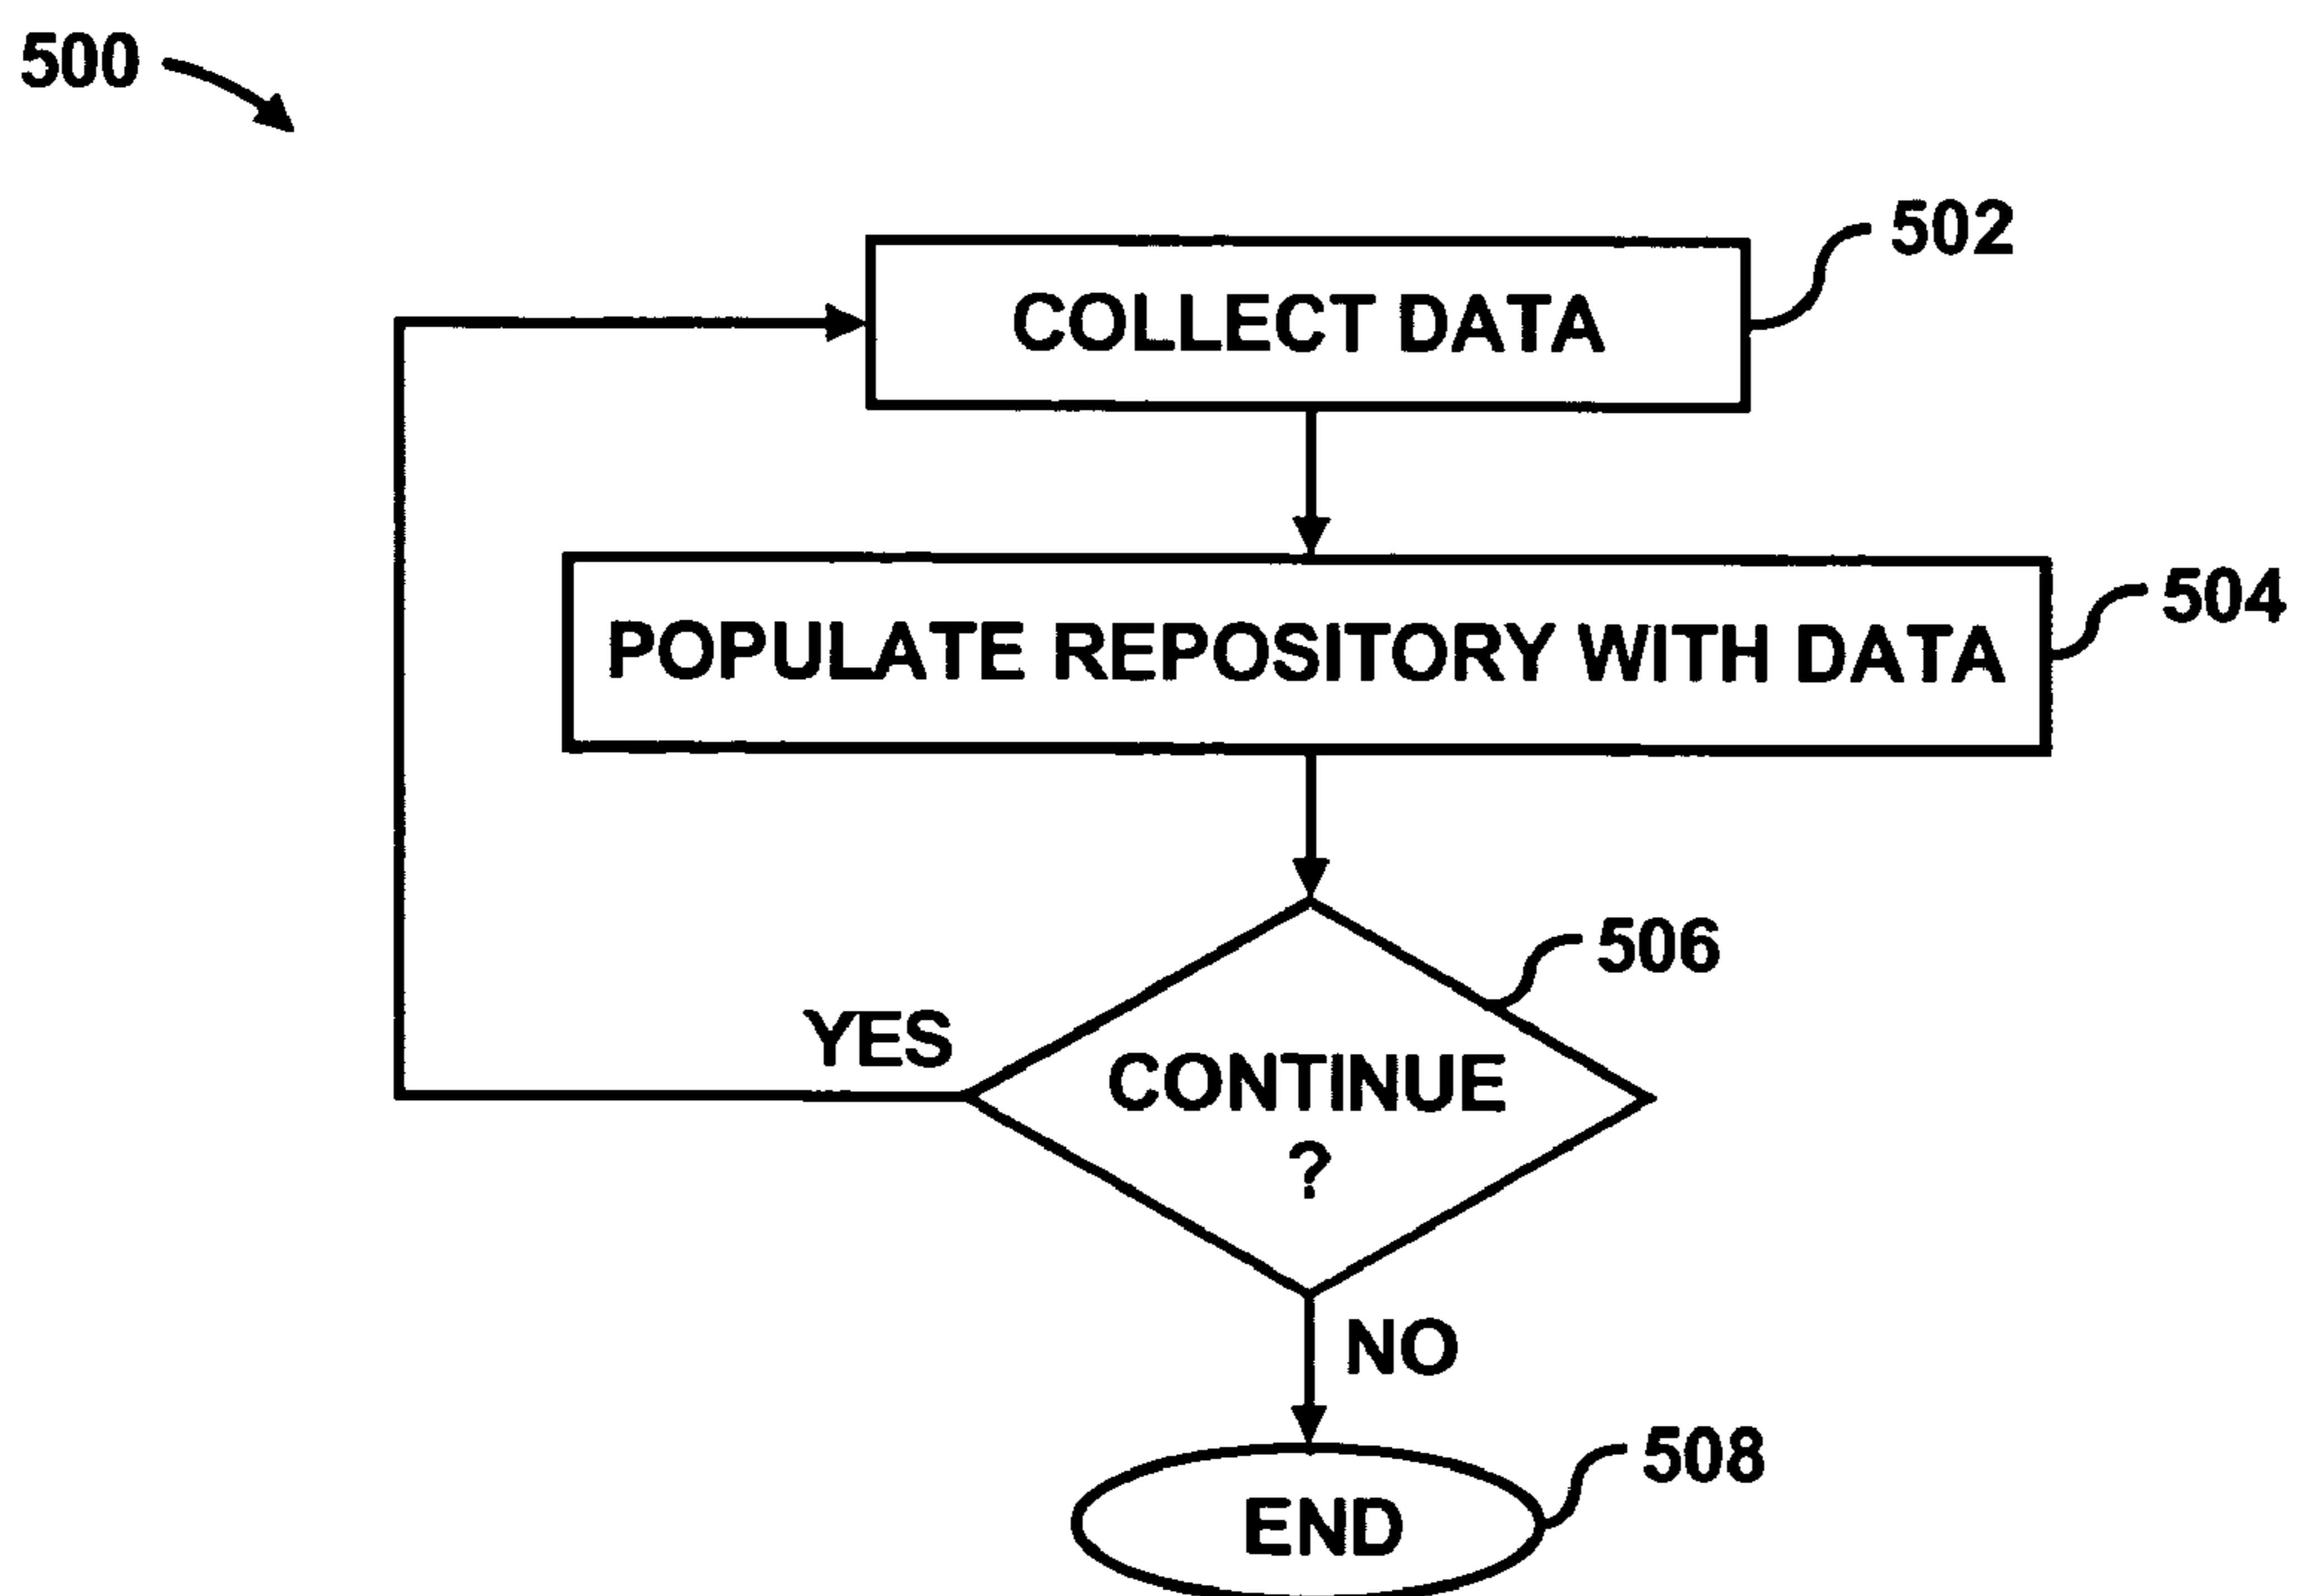 500
502
COLLECT DATA
504
POPULATE REPOSITORY WITH DATA
506
YES
CONTINUE
?
NO
508
END